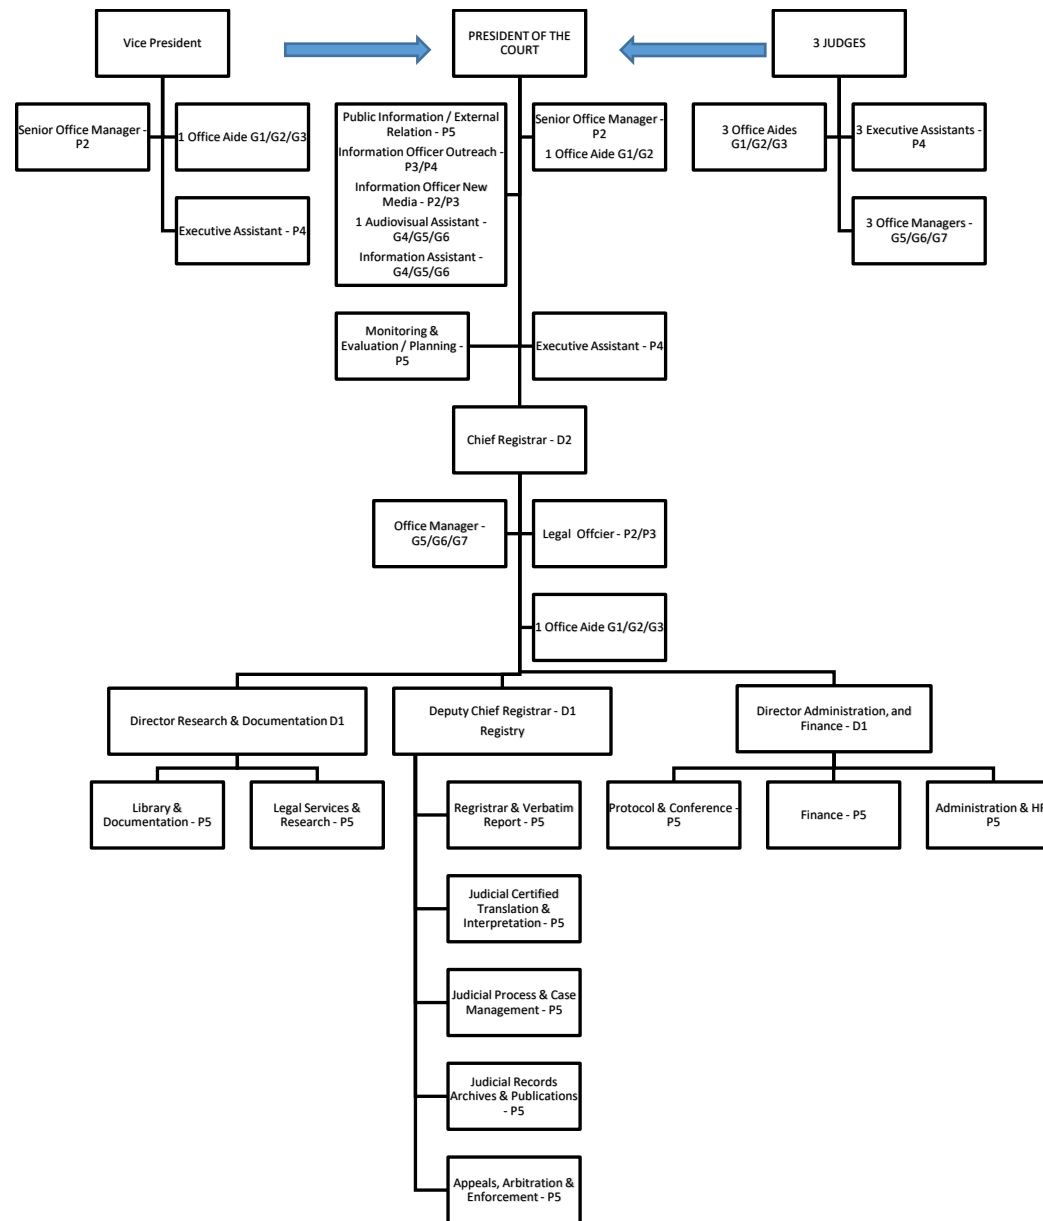 Vice President
PRESIDENT OF THE
COURT
3 JUDGES
Senior Office Manager -
P2
1 Office Aide G1/G2/G3
Executive Assistant - P4
Public Information / External
Relation - P5
Information Officer Outreach -
P3/P4
Information Officer New
Media - P2/P3
1 Audiovisual Assistant -
G4/G5/G6
Information Assistant -
G4/G5/G6
Senior Office Manager -
P2
1 Office Aide G1/G2
3 Office Aides
G1/G2/G3
3 Executive Assistants -
P4
3 Office Managers -
G5/G6/G7
Monitoring &
Evaluation / Planning -
P5
Executive Assistant - P4
Chief Registrar - D2
Office Manager -
G5/G6/G7
Legal Offcier - P2/P3
1 Office Aide G1/G2/G3
Director Research & Documentation D1
Deputy Chief Registrar - D1
Registry
Director Administration, and
Finance - D1
Library &
Documentation - P5
Legal Services &
Research - P5
Regristrar & Verbatim
Report - P5
Protocol & Conference -
P5
Finance - P5
Administration & HR
P5
Judicial Certified
Translation &
Interpretation - P5
Judicial Process & Case
Management - P5
Judicial Records
Archives & Publications
- P5
Appeals, Arbitration &
Enforcement - P5